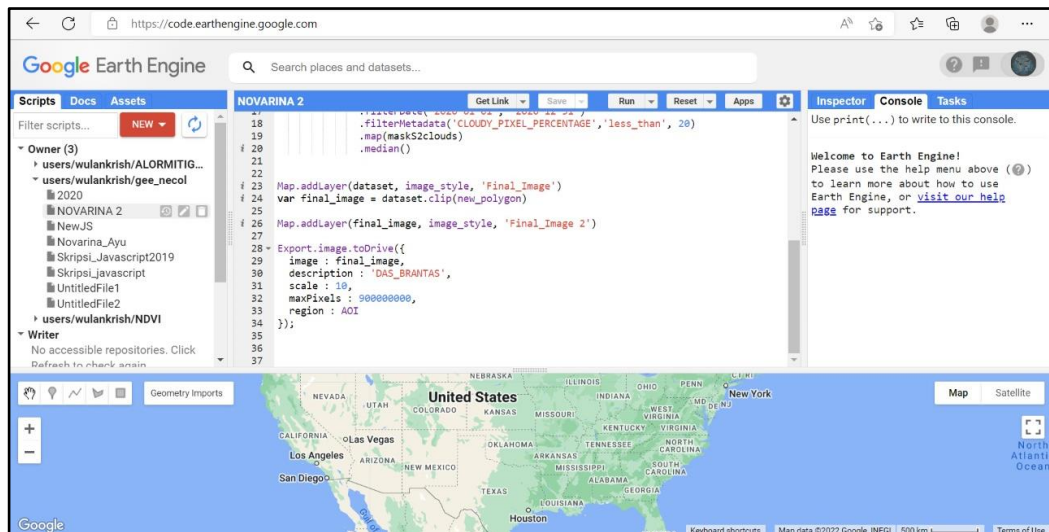 https://code.earthengine.google.com
Google Earth Engine
Search places and datasets...
Scripts Docs Assets
Filter scripts... NEW
Owner (3)
users/wulankrish/ALORMITIG...
users/wulankrish/gee_necol
2020
NOVARINA 2
NewJS
Novarina_Ayu
Skripsi_Javascript2019
Skripsi_javascript
UntitledFile1
UntitledFile2
users/wulankrish/NDVI
Writer
No accessible repositories. Click
Refresh to check again
NOVARINA 2 Get Link Save Run Reset Apps
18 .filterMetadata('CLOUDY_PIXEL_PERCENTAGE','less_than', 20)
19 .map(maskS2clouds)
i 20 .median()
21
22
i 23 Map.addLayer(dataset, image_style, 'Final_Image')
i 24 var final_image = dataset.clip(new_polygon)
25
i 26 Map.addLayer(final_image, image_style, 'Final_Image 2')
27
28 Export.image.toDrive({
29 image : final_image,
30 description : 'DAS_BRANTAS',
31 scale : 10,
32 maxPixels : 900000000,
33 region : AOI
34 });
35
36
37
Inspector Console Tasks
Use print(...) to write to this console.
Welcome to Earth Engine!
Please use the help menu above (?)
to learn more about how to use
Earth Engine, or visit our help
page for support.
Geometry Imports
Map Satellite
NEBRASKA
ILLINOIS
INDIANA
OHIO
PENN
New York
NEVADA
UTAH
COLORADO
United States
KANSAS
MISSOURI
WEST
VIRGINIA
MD
DE
NJ
KENTUCKY
VIRGINIA
CALIFORNIA
Las Vegas
OKLAHOMA
TENNESSEE
NORTH
CAROLINA
Los Angeles
ARIZONA
NEW MEXICO
ARKANSAS
MISSISSIPPI
SOUTH
CAROLINA
San Diego
ALABAMA
TEXAS
GEORGIA
LOUISIANA
Houston
North
Atlanti
Ocean
Google
Keyboard shortcuts Map data ©2022 Google, INEGI 500 km Terms of Use